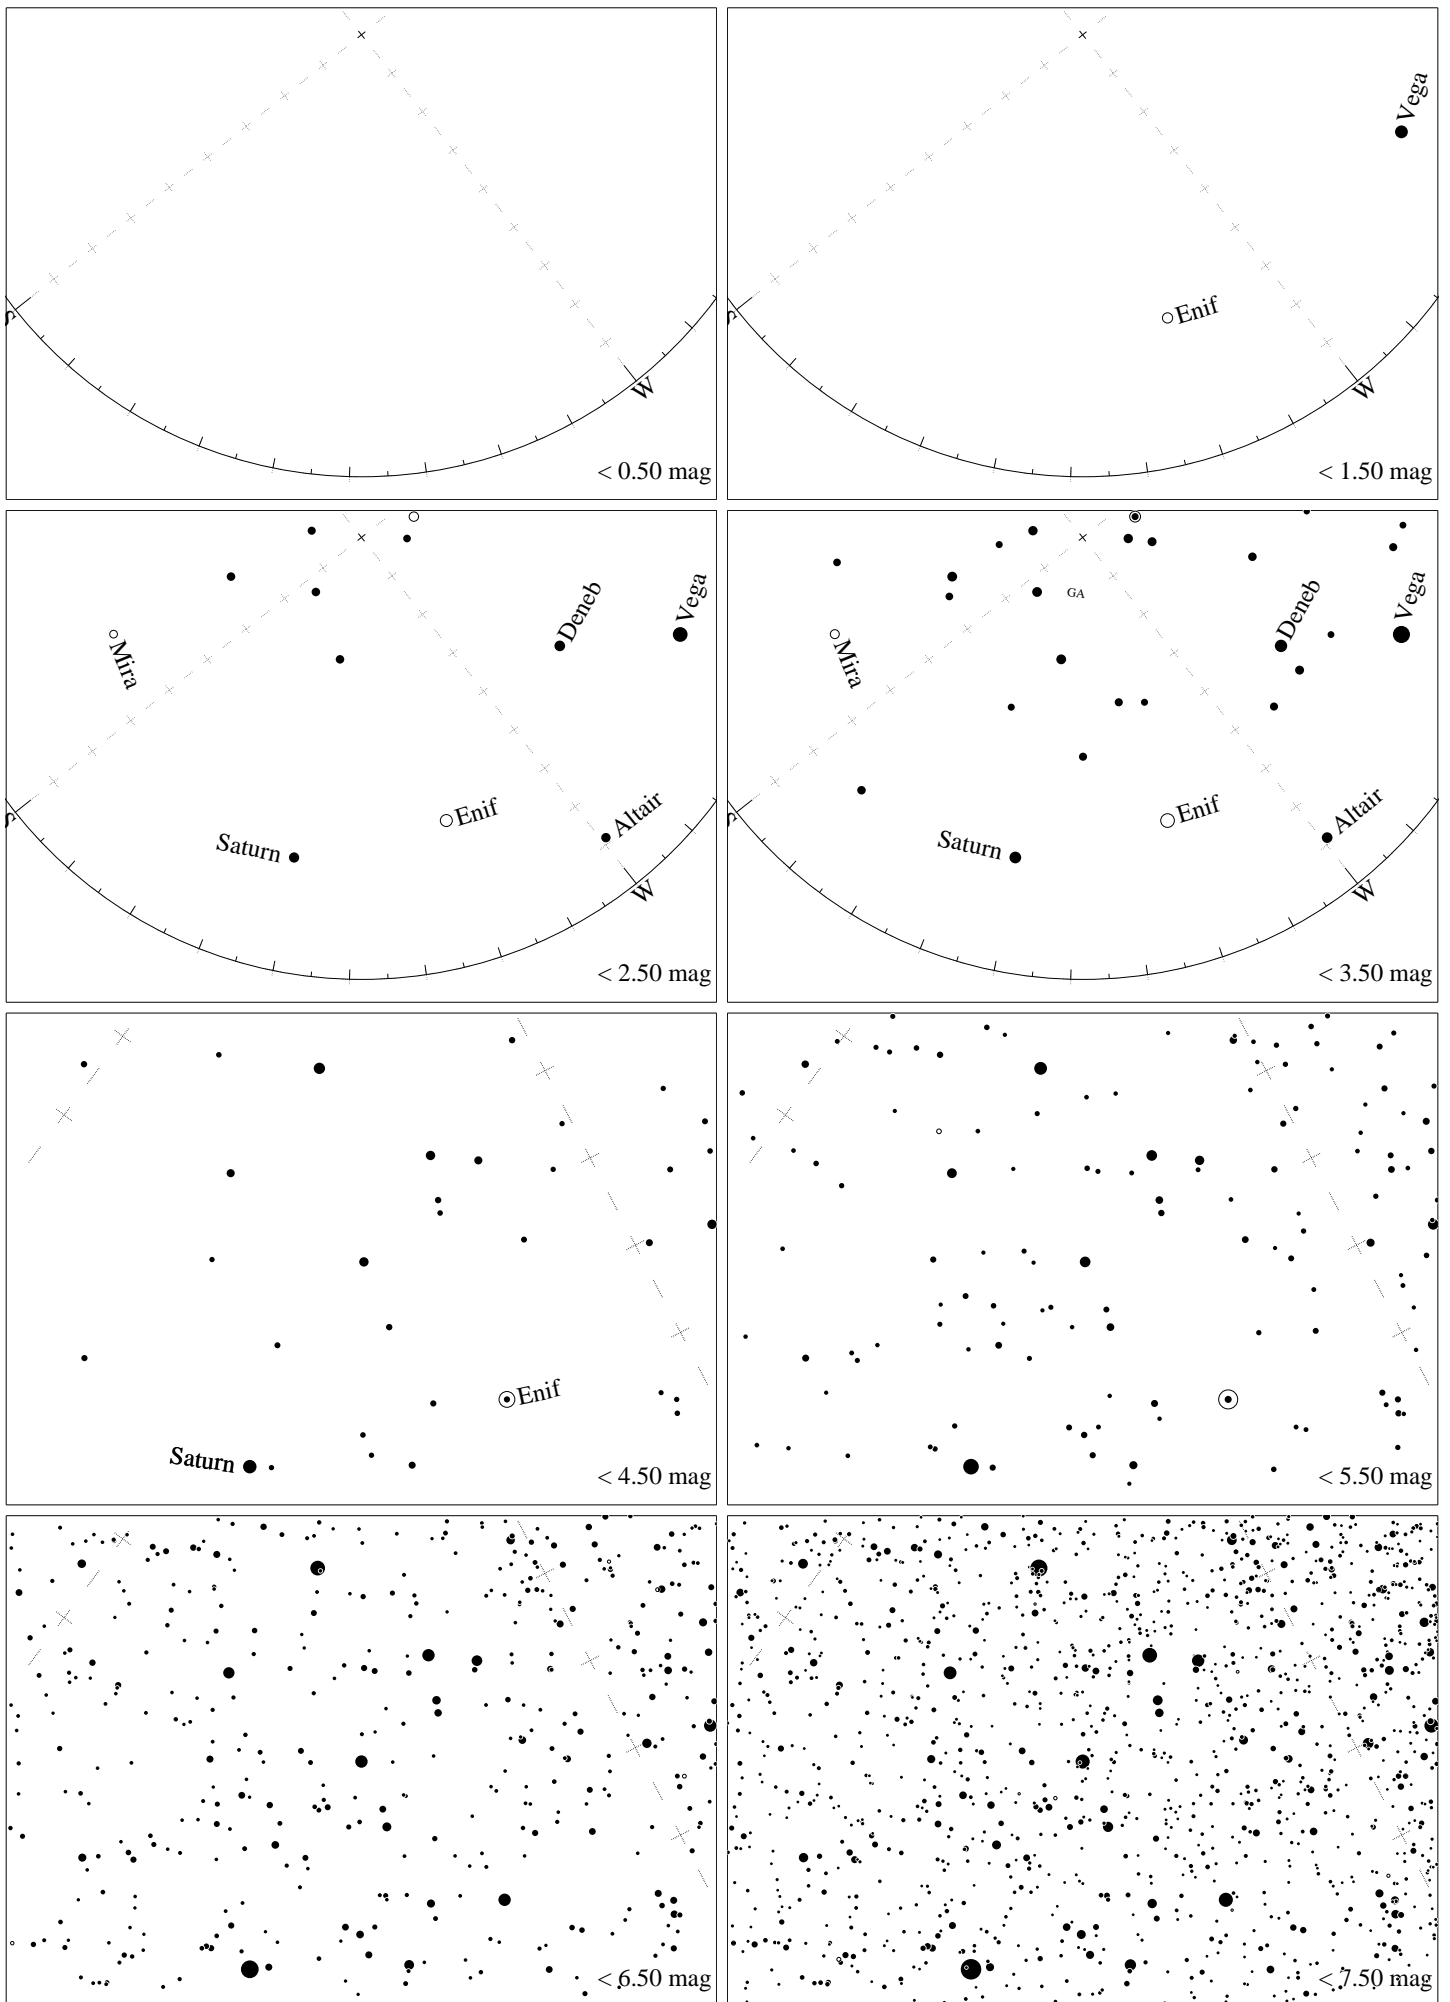 S
W
< 0.50 mag
Vega
Enif
S
W
< 1.50 mag
Deneb
Vega
Mira
Enif
Altair
Saturn
S
W
< 2.50 mag
GA
Deneb
Vega
Mira
Enif
Altair
Saturn
S
W
< 3.50 mag
Enif
Saturn
< 4.50 mag
< 5.50 mag
< 6.50 mag
< 7.50 mag